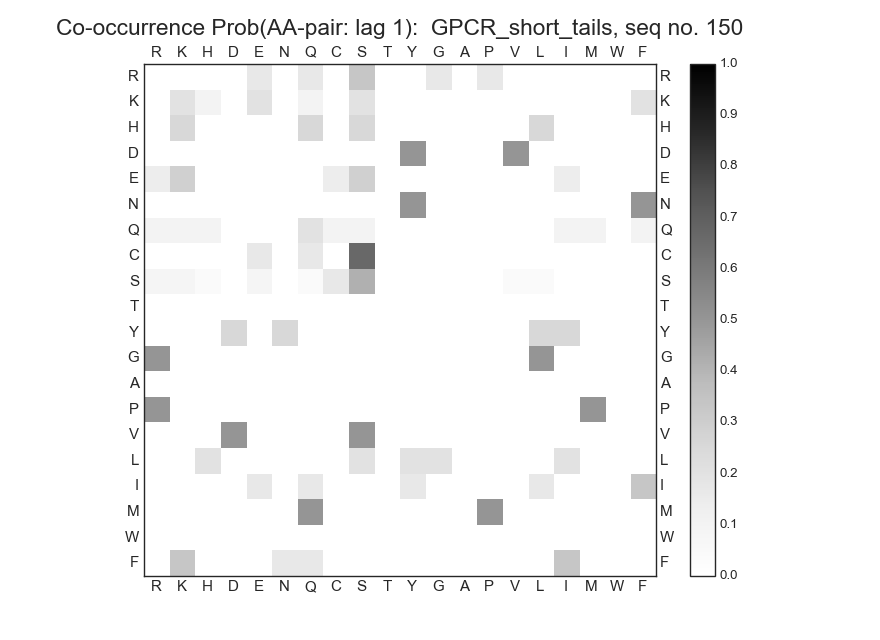 Co-occurrence Prob(AA-pair: lag 1):  GPCR_short_tails, seq no. 150
R K H D E N Q C S T Y G A P V L I M W F
R R 1.0
K K 0.9
H H
D D 0.8
E E
N N 0.7
Q Q
C C 0.6
S S
T T 0.5
Y Y
G G 0.4
A A
P P 0.3
V V
L L 0.2
I I
M M 0.1
W W
F F 0.0
R K H D E N Q C S T Y G A P V L I M W F